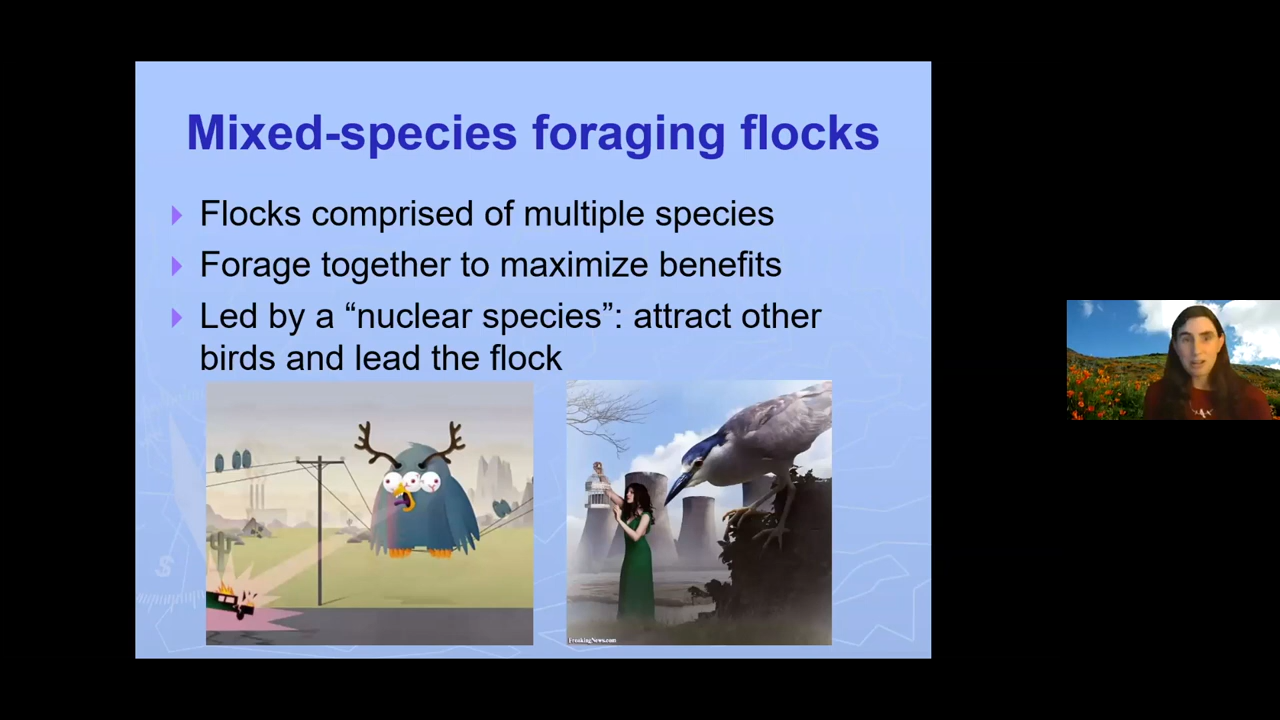 Mixed-species foraging flocks
Flocks comprised of multiple species
Forage together to maximize benefits
Led by a “nuclear species”: attract other
birds and lead the flock
FreakingNews.com